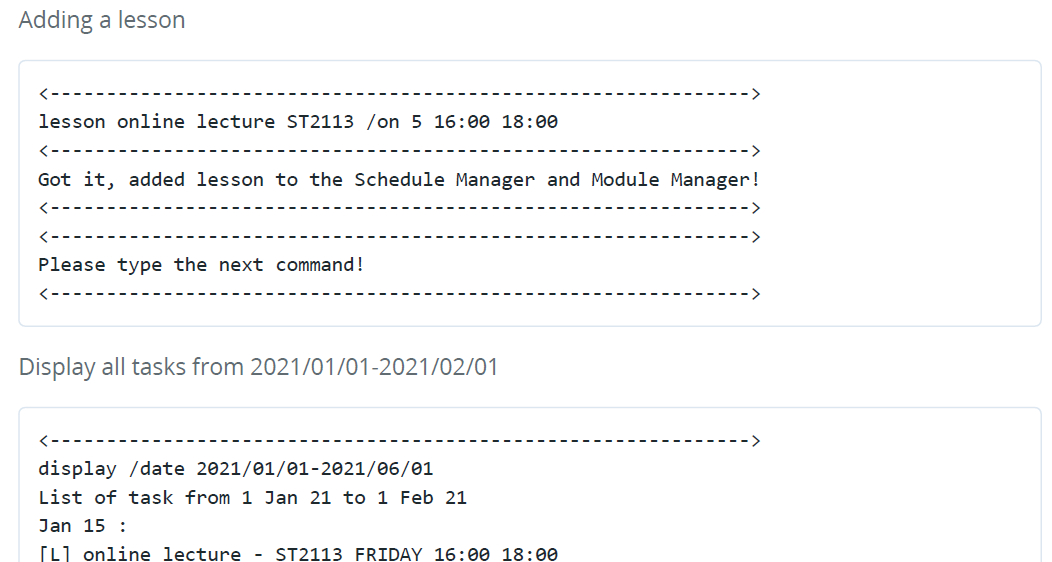 Adding a lesson
<-------------------------------------------------------------->
lesson online lecture ST2113 /on 5 16:00 18:00
<-------------------------------------------------------------->
Got it, added lesson to the Schedule Manager and Module Manager!
<-------------------------------------------------------------->
<-------------------------------------------------------------->
Please type the next command!
<-------------------------------------------------------------->
Display all tasks from 2021/01/01-2021/02/01
<-------------------------------------------------------------->
display /date 2021/01/01-2021/06/01
List of task from 1 Jan 21 to 1 Feb 21
Jan 15 :
[L] online lecture - ST2113 FRIDAY 16:00 18:00